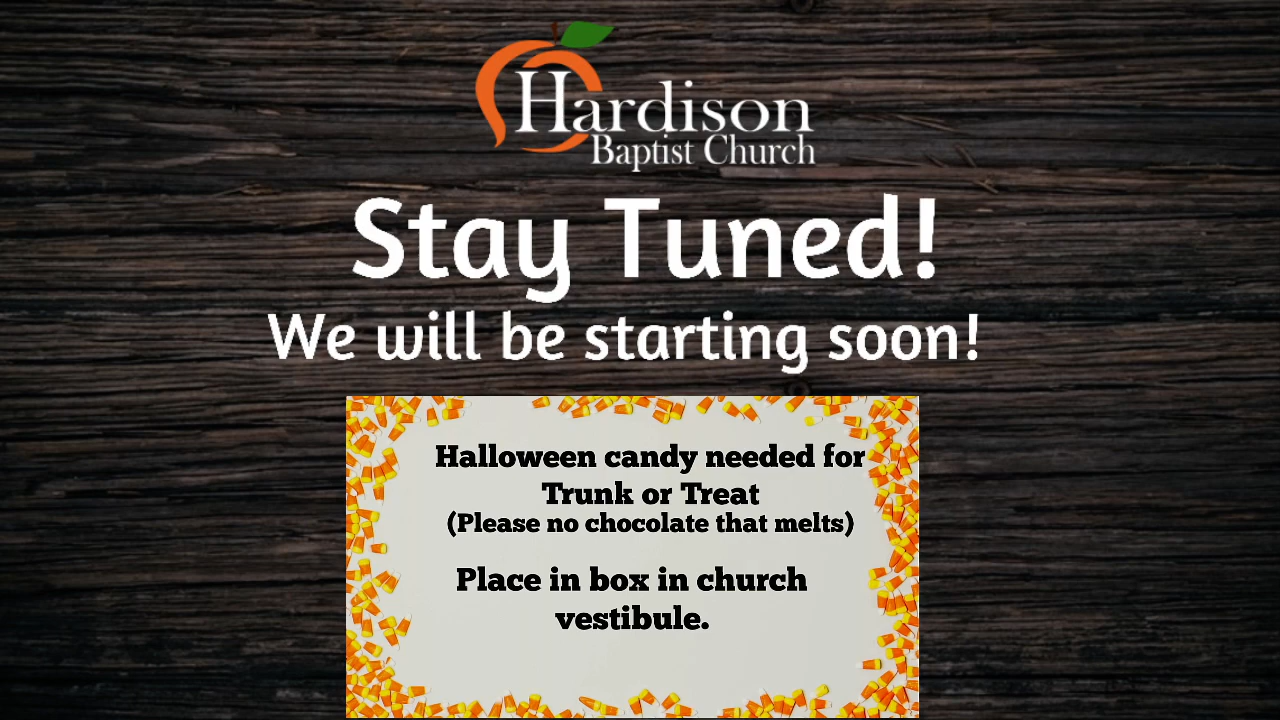 Hardison
Baptist Church
Stay Tuned!
We will be starting soon!
Halloween candy needed for
Trunk or Treat
(Please no chocolate that melts)
Place in box in church
vestibule.